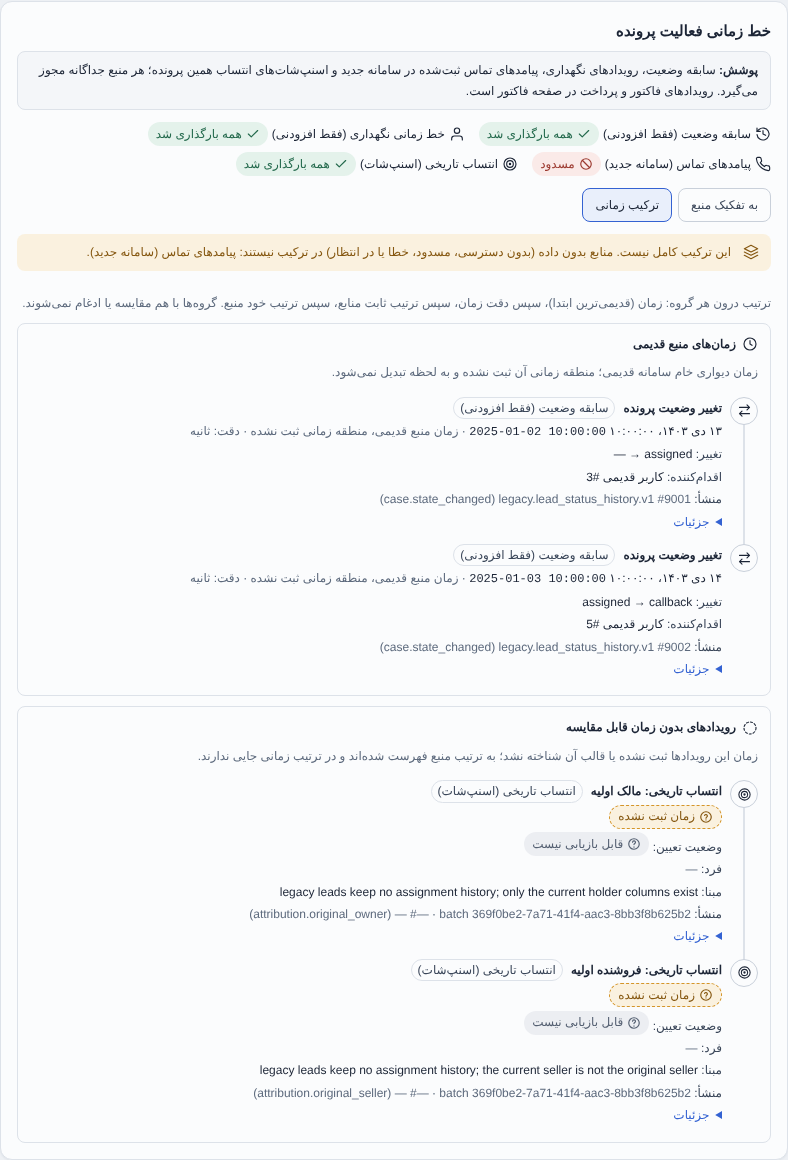 خط زمانی فعالیت پرونده
پوشش: سابقه وضعیت، رویدادهای نگهداری، پیامدهای تماس ثبت‌شده در سامانه جدید و اسنپ‌شات‌های انتساب همین پرونده؛ هر منبع جداگانه مجوز
می‌گیرد. رویدادهای فاکتور و پرداخت در صفحه فاکتور است.
سابقه وضعیت (فقط افزودنی) همه بارگذاری شد خط زمانی نگهداری (فقط افزودنی) همه بارگذاری شد
پیامدهای تماس (سامانه جدید) مسدود انتساب تاریخی (اسنپ‌شات) همه بارگذاری شد
به تفکیک منبع ترکیب زمانی
این ترکیب کامل نیست. منابع بدون داده (بدون دسترسی، مسدود، خطا یا در انتظار) در ترکیب نیستند: پیامدهای تماس (سامانه جدید).
ترتیب درون هر گروه: زمان (قدیمی‌ترین ابتدا)، سپس دقت زمان، سپس ترتیب ثابت منابع، سپس ترتیب خود منبع. گروه‌ها با هم مقایسه یا ادغام نمی‌شوند.
زمان‌های منبع قدیمی
زمان دیواری خام سامانه قدیمی؛ منطقه زمانی آن ثبت نشده و به لحظه تبدیل نمی‌شود.
تغییر وضعیت پرونده سابقه وضعیت (فقط افزودنی)
۱۳ دی ۱۴۰۳، ۱۰:۰۰:۰۰ 2025-01-02 10:00:00 · زمان منبع قدیمی، منطقه زمانی ثبت نشده · دقت: ثانیه
تغییر: — → assigned
اقدام‌کننده: کاربر قدیمی #3
منشأ: legacy.lead_status_history.v1 #9001 (case.state_changed)
جزئیات
تغییر وضعیت پرونده سابقه وضعیت (فقط افزودنی)
۱۴ دی ۱۴۰۳، ۱۰:۰۰:۰۰ 2025-01-03 10:00:00 · زمان منبع قدیمی، منطقه زمانی ثبت نشده · دقت: ثانیه
تغییر: assigned → callback
اقدام‌کننده: کاربر قدیمی #5
منشأ: legacy.lead_status_history.v1 #9002 (case.state_changed)
جزئیات
رویدادهای بدون زمان قابل مقایسه
زمان این رویدادها ثبت نشده یا قالب آن شناخته نشد؛ به ترتیب منبع فهرست شده‌اند و در ترتیب زمانی جایی ندارند.
انتساب تاریخی: مالک اولیه انتساب تاریخی (اسنپ‌شات)
زمان ثبت نشده
وضعیت تعیین: قابل بازیابی نیست
فرد: —
مبنا: legacy leads keep no assignment history; only the current holder columns exist
منشأ: batch 369f0be2-7a71-41f4-aac3-8bb3f8b625b2 · —# — (attribution.original_owner)
جزئیات
انتساب تاریخی: فروشنده اولیه انتساب تاریخی (اسنپ‌شات)
زمان ثبت نشده
وضعیت تعیین: قابل بازیابی نیست
فرد: —
مبنا: legacy leads keep no assignment history; the current seller is not the original seller
منشأ: batch 369f0be2-7a71-41f4-aac3-8bb3f8b625b2 · —# — (attribution.original_seller)
جزئیات